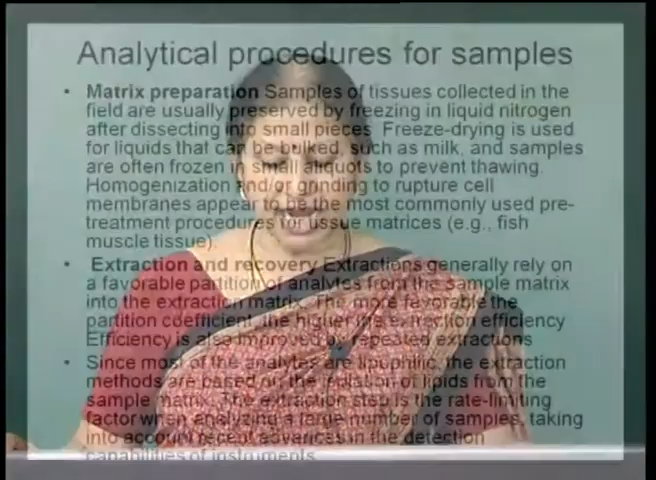 Analytical procedures for samples
• Matrix preparation Samples of tissues collected in the
field are usually preserved by freezing in liquid nitrogen
after dissecting into small pieces. Freeze-drying is used
for liquids that can be bulked, such as milk, and samples
are often frozen in small aliquots to prevent thawing.
Homogenization and/or grinding to rupture cell
membranes appear to be the most commonly used pre-
treatment procedures for tissue matrices (e.g., fish
muscle tissue).
• Extraction and recovery Extractions generally rely on
a favorable partition of analytes from the sample matrix
into the extraction matrix. The more favorable the
partition coefficient, the higher the extraction efficiency
Efficiency is also improved by repeated extractions
• Since most of the analytes are lipophilic, the extraction
methods are based on the isolation of lipids from the
sample matrix. The extraction step is the rate-limiting
factor when analyzing a large number of samples, taking
into account recent advances in the detection
capabilities of instruments.